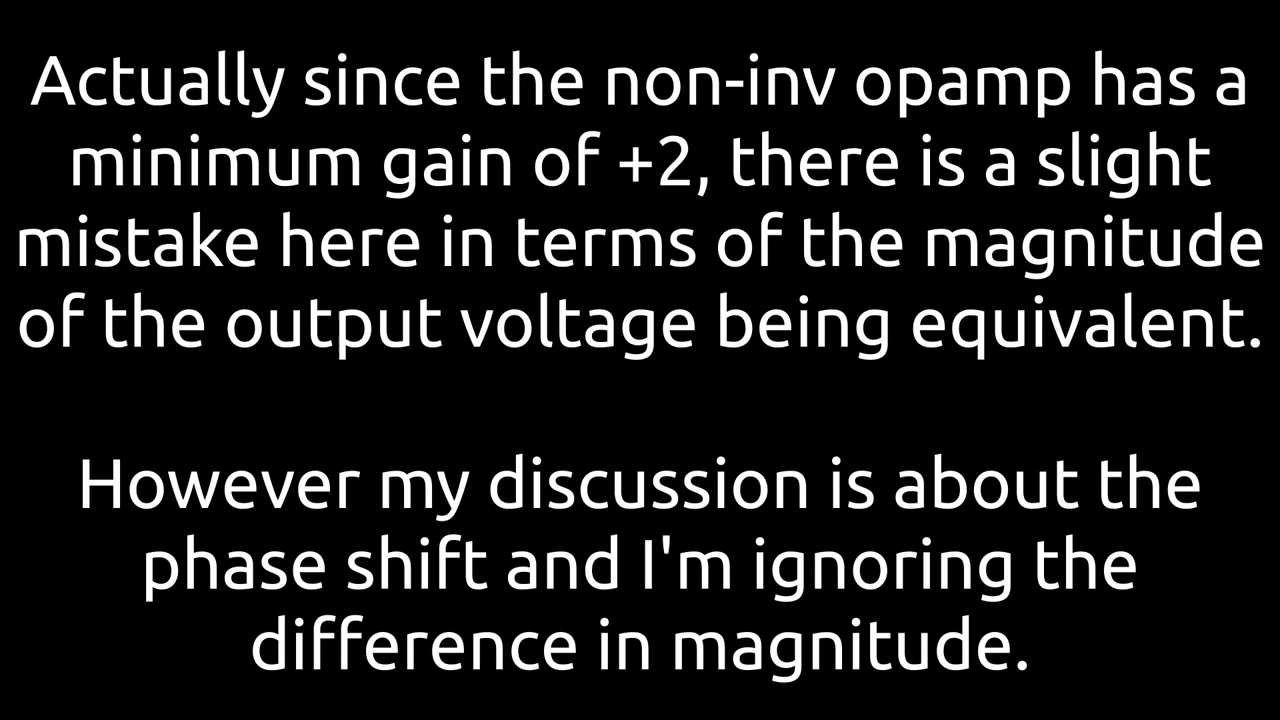 Actually since the non-inv opamp has a
minimum gain of +2, there is a slight
mistake here in terms of the magnitude
of the output voltage being equivalent.
However my discussion is about the
phase shift and I'm ignoring the
difference in magnitude.